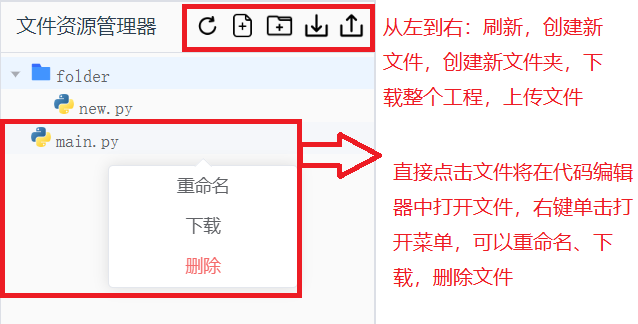 文件资源管理器
从左到右：刷新，创建新
文件，创建新文件夹，下
载整个工程，上传文件
folder
new.py
main.py
重命名
下载
删除
直接点击文件将在代码编辑
器中打开文件，右键单击打
开菜单，可以重命名、下
载，删除文件